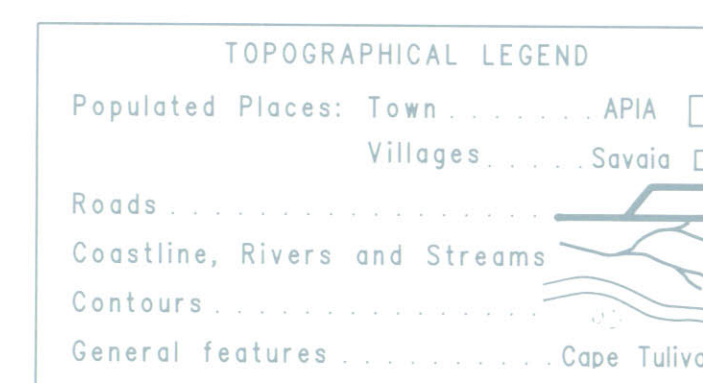 TOPOGRAPHICAL LEGEND
Populated Places: Town . . . . . . . APIA
Villages . . . . . Savaia
Roads . . . . . . . . . . . . . . . . .
Coastline, Rivers and Streams
Contours . . . . . . . . . . . . . . .
General features . . . . . . . . . . Cape